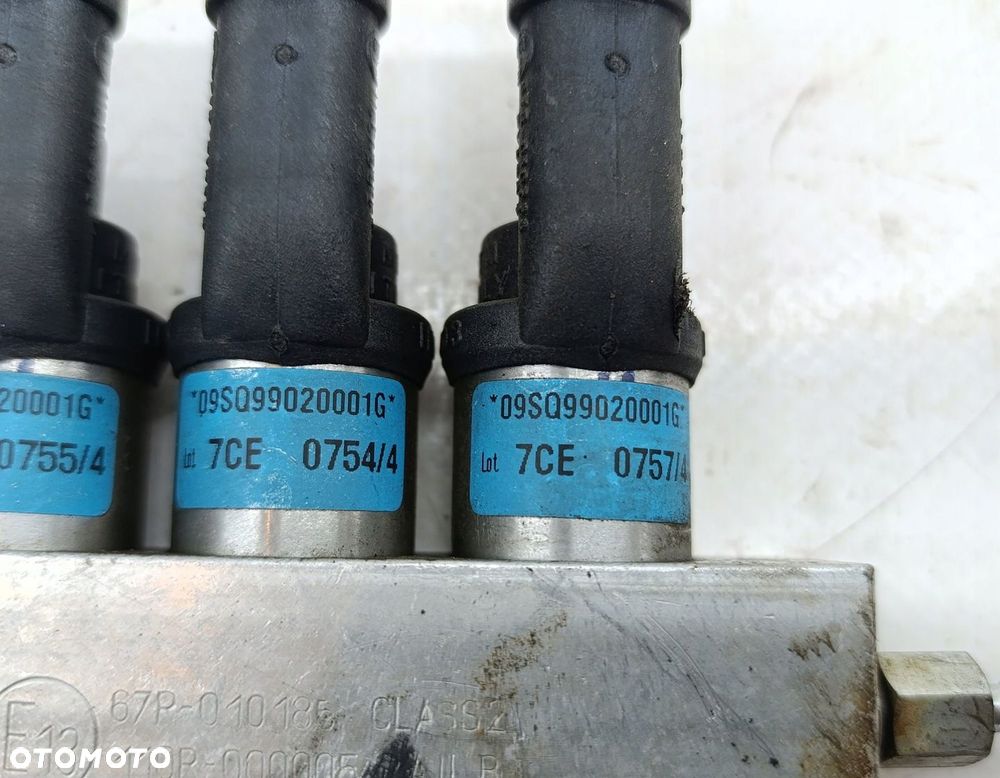 20001G*
0755/4
*09SQ99020001G*
Lot 7CE 0754/4
*09SQ99020001G*
Lot 7CE 0757/4
E
67R-010185 CLASS2
E13
OTOMOTO